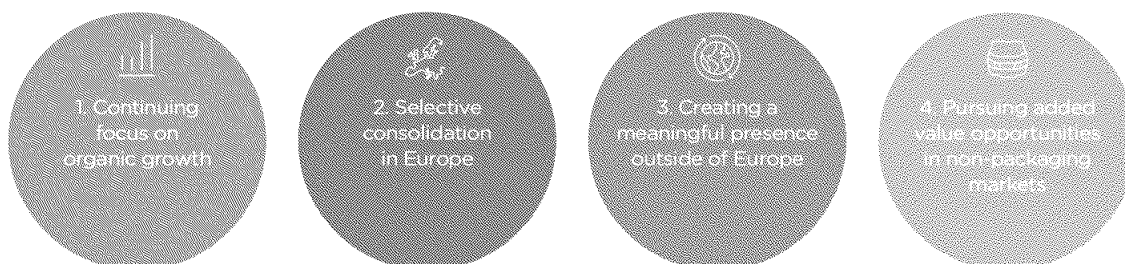 1. Continuing
focus on
organic growth
2. Selective
consolidation
in Europe
3. Creating a
meaningful presence
outside of Europe
4. Pursuing added
value opportunities
in non-packaging
markets